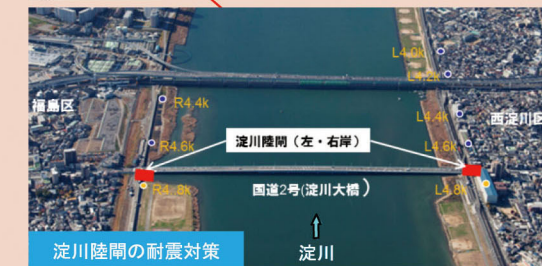 L4.0k
L4.2k
福島区
R4.4k
L4.4k
西淀川区
淀川陸閘（左・右岸）
R4.6k
L4.6k
国道2号(淀川大橋)
R4.8k
L4.8k
淀川陸閘の耐震対策
淀川